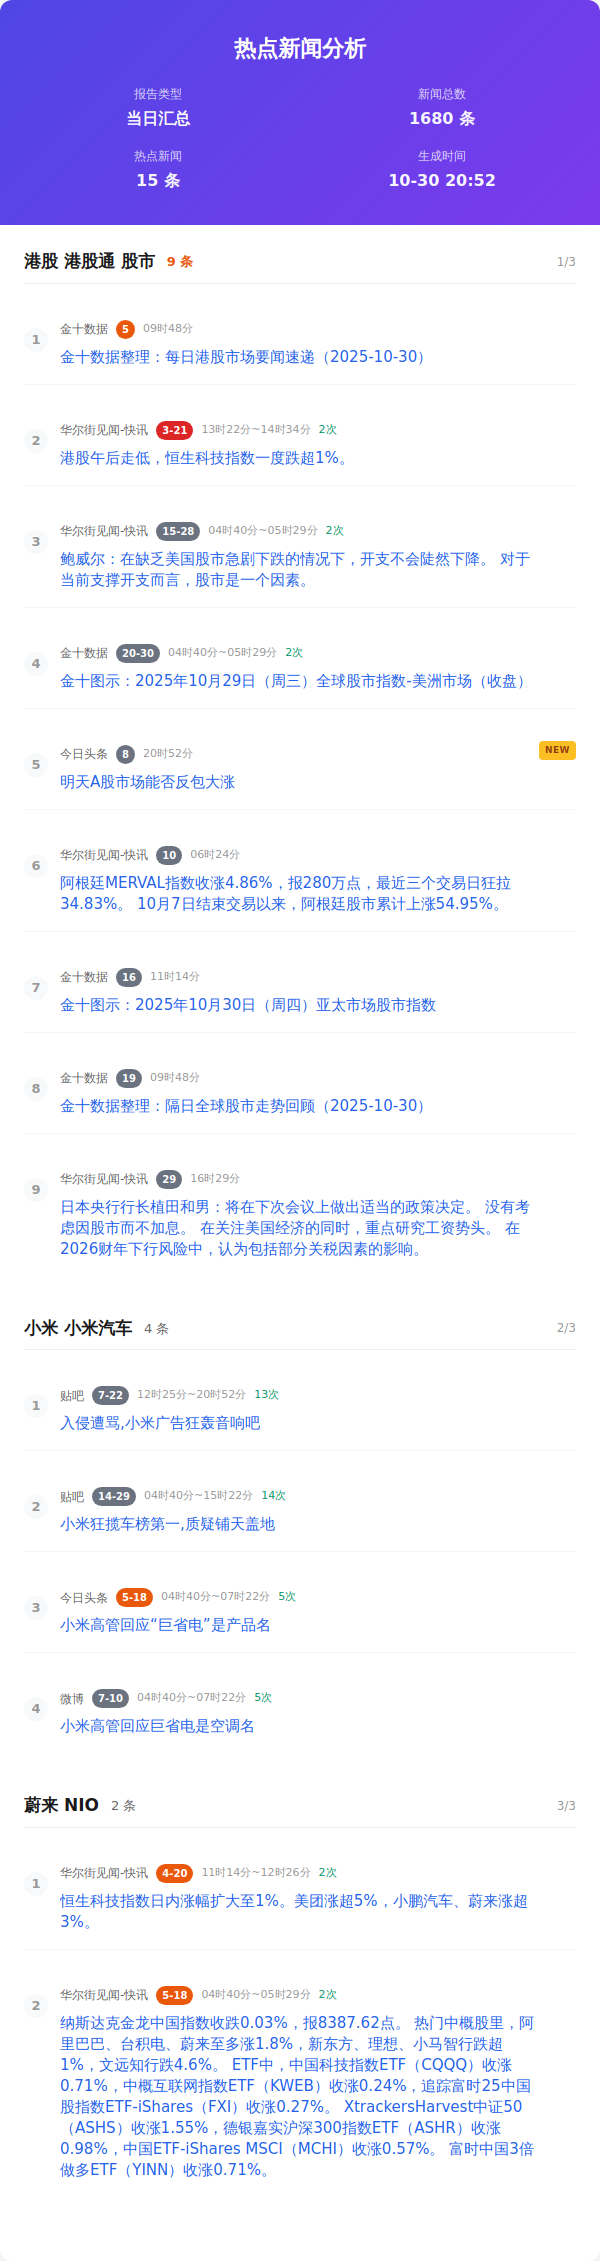 热点新闻分析
报告类型
新闻总数
当日汇总
1680 条
热点新闻
生成时间
15 条
10-30 20:52
港股 港股通 股市 9 条 1/3
1
金十数据 5 09时48分
金十数据整理：每日港股市场要闻速递（2025-10-30）
2
华尔街见闻-快讯 3-21 13时22分~14时34分 2次
港股午后走低，恒生科技指数一度跌超1%。
3
华尔街见闻-快讯 15-28 04时40分~05时29分 2次
鲍威尔：在缺乏美国股市急剧下跌的情况下，开支不会陡然下降。 对于
当前支撑开支而言，股市是一个因素。
4
金十数据 20-30 04时40分~05时29分 2次
金十图示：2025年10月29日（周三）全球股市指数-美洲市场（收盘）
5
今日头条 8 20时52分 NEW
明天A股市场能否反包大涨
6
华尔街见闻-快讯 10 06时24分
阿根廷MERVAL指数收涨4.86%，报280万点，最近三个交易日狂拉
34.83%。 10月7日结束交易以来，阿根廷股市累计上涨54.95%。
7
金十数据 16 11时14分
金十图示：2025年10月30日（周四）亚太市场股市指数
8
金十数据 19 09时48分
金十数据整理：隔日全球股市走势回顾（2025-10-30）
9
华尔街见闻-快讯 29 16时29分
日本央行行长植田和男：将在下次会议上做出适当的政策决定。 没有考
虑因股市而不加息。 在关注美国经济的同时，重点研究工资势头。 在
2026财年下行风险中，认为包括部分关税因素的影响。
小米 小米汽车 4 条 2/3
1
贴吧 7-22 12时25分~20时52分 13次
入侵遭骂,小米广告狂轰音响吧
2
贴吧 14-29 04时40分~15时22分 14次
小米狂揽车榜第一,质疑铺天盖地
3
今日头条 5-18 04时40分~07时22分 5次
小米高管回应“巨省电”是产品名
4
微博 7-10 04时40分~07时22分 5次
小米高管回应巨省电是空调名
蔚来 NIO 2 条 3/3
1
华尔街见闻-快讯 4-20 11时14分~12时26分 2次
恒生科技指数日内涨幅扩大至1%。美团涨超5%，小鹏汽车、蔚来涨超
3%。
2
华尔街见闻-快讯 5-18 04时40分~05时29分 2次
纳斯达克金龙中国指数收跌0.03%，报8387.62点。 热门中概股里，阿
里巴巴、台积电、蔚来至多涨1.8%，新东方、理想、小马智行跌超
1%，文远知行跌4.6%。 ETF中，中国科技指数ETF（CQQQ）收涨
0.71%，中概互联网指数ETF（KWEB）收涨0.24%，追踪富时25中国
股指数ETF-iShares（FXI）收涨0.27%。 XtrackersHarvest中证50
（ASHS）收涨1.55%，德银嘉实沪深300指数ETF（ASHR）收涨
0.98%，中国ETF-iShares MSCI（MCHI）收涨0.57%。 富时中国3倍
做多ETF（YINN）收涨0.71%。